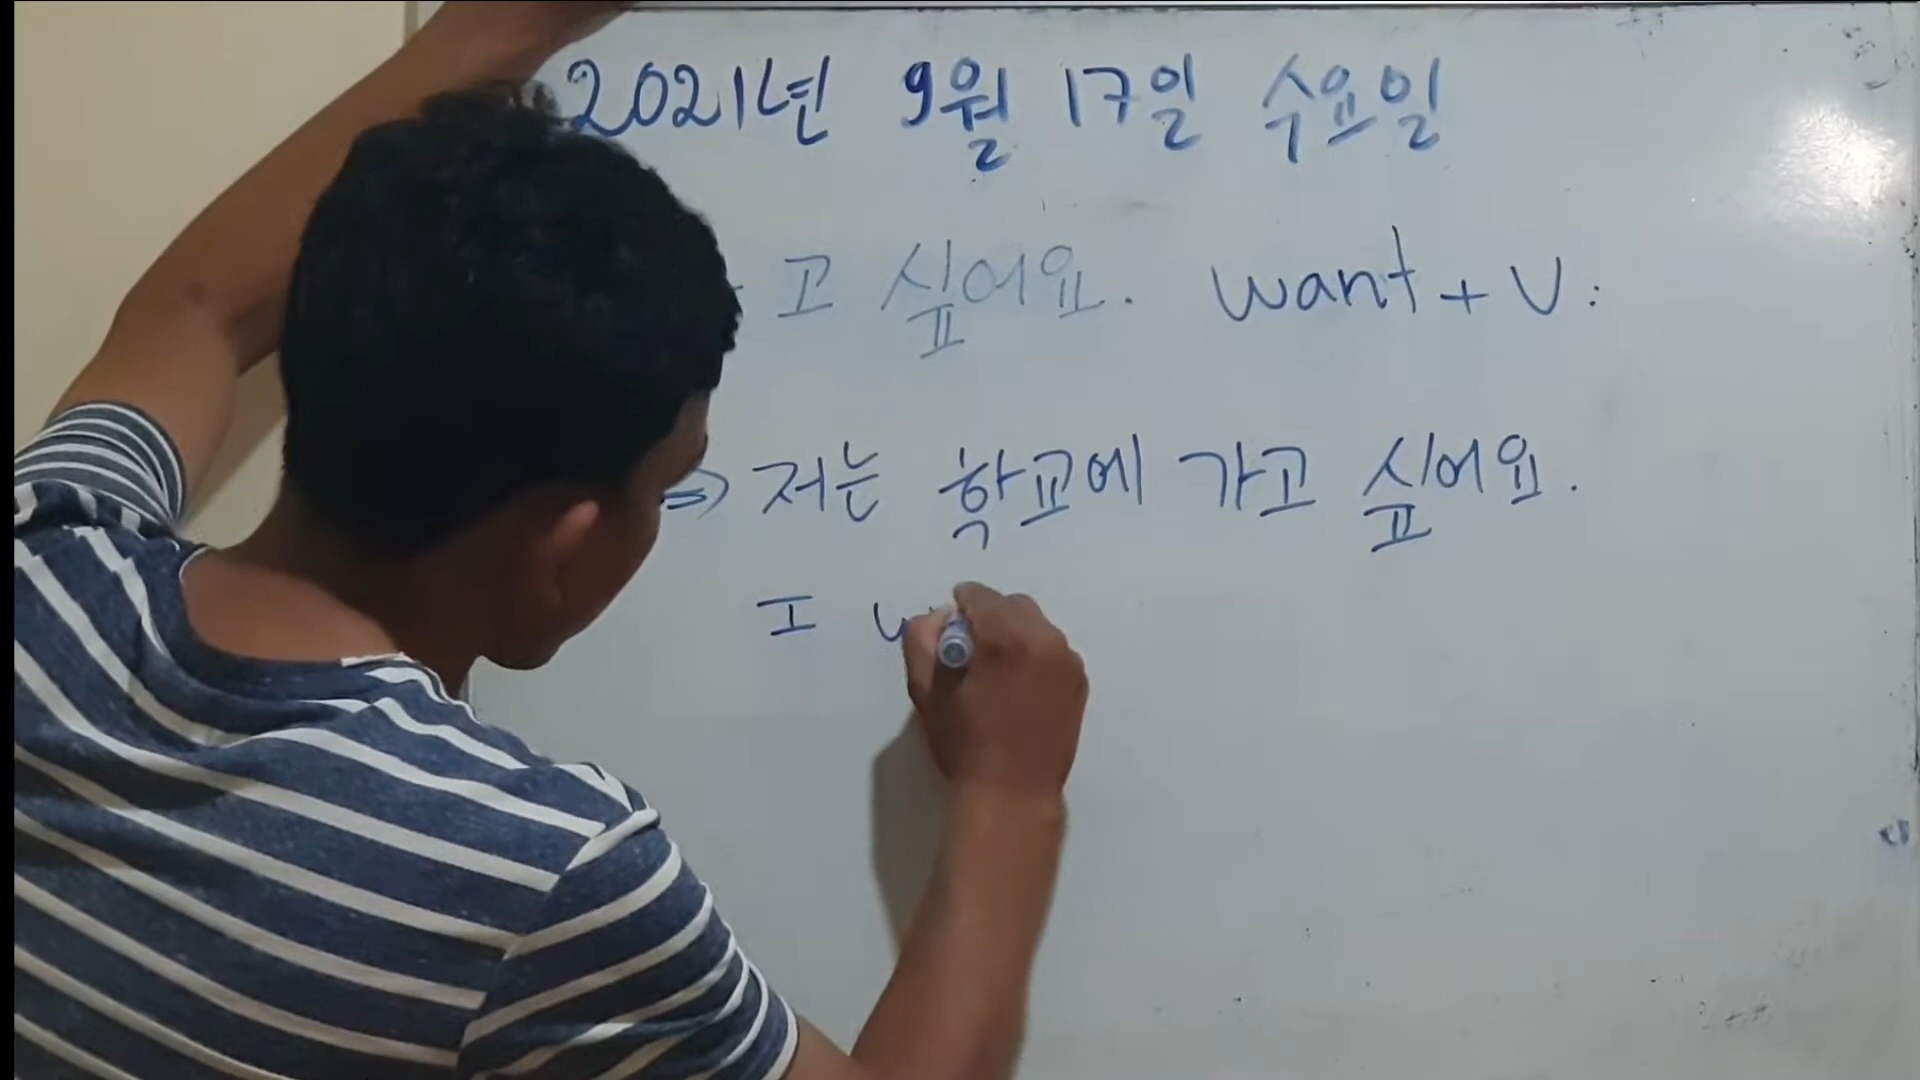 2021년 9월 17일 수요일
고 싶어요. want + V:
⇒ 저는 학교에 가고 싶어요.
I